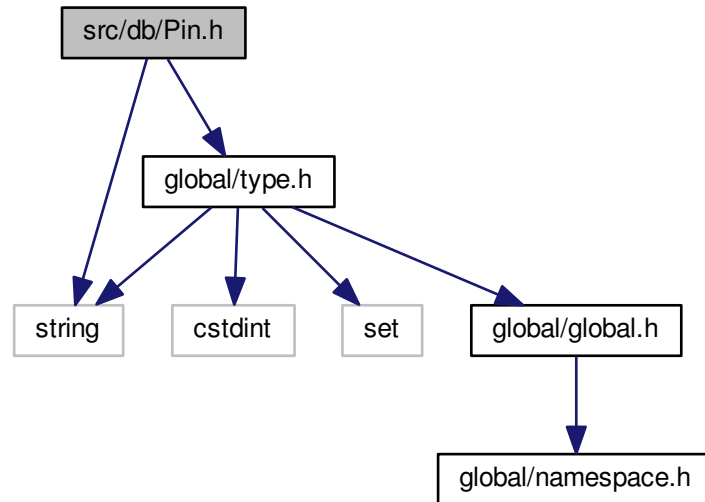 src/db/Pin.h
global/type.h
string
cstdint
set
global/global.h
global/namespace.h